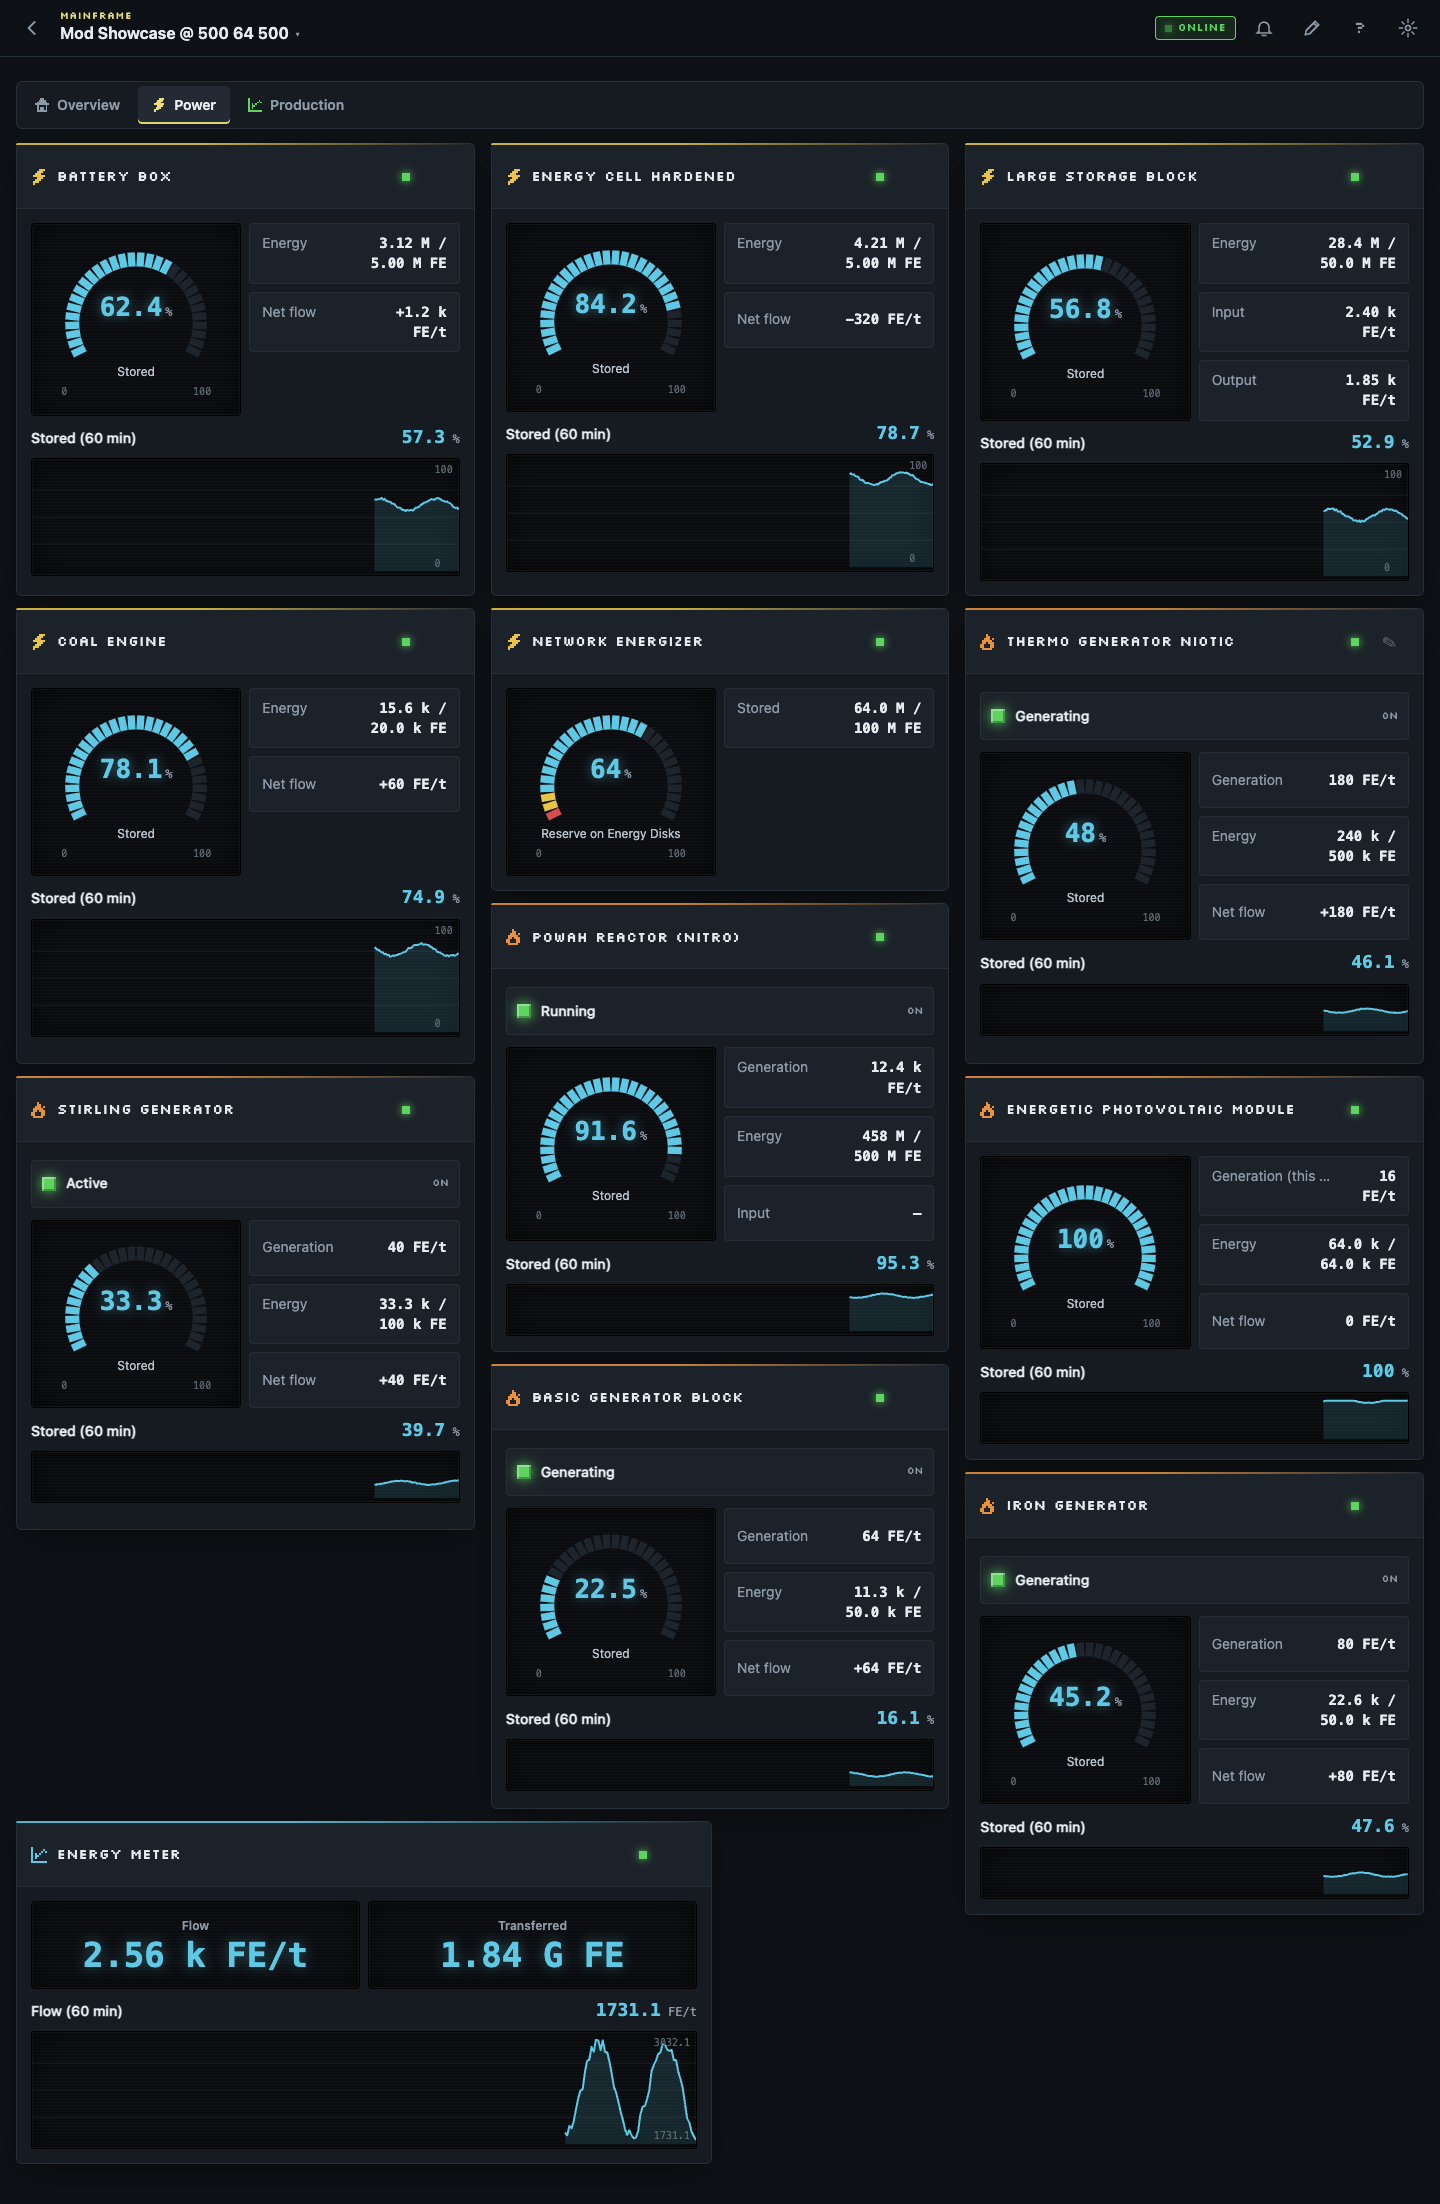 MAINFRAME
Mod Showcase @ 500 64 500
ONLINE
?
Overview
Power
Production
BATTERY BOX
62.4%
Stored
0
100
Energy
3.12 M /
5.00 M FE
Net flow
+1.2 k
FE/t
Stored (60 min)
57.3 %
100
0
ENERGY CELL HARDENED
84.2%
Stored
0
100
Energy
4.21 M /
5.00 M FE
Net flow
−320 FE/t
Stored (60 min)
78.7 %
100
0
LARGE STORAGE BLOCK
56.8%
Stored
0
100
Energy
28.4 M /
50.0 M FE
Input
2.40 k
FE/t
Output
1.85 k
FE/t
Stored (60 min)
52.9 %
100
0
COAL ENGINE
78.1%
Stored
0
100
Energy
15.6 k /
20.0 k FE
Net flow
+60 FE/t
Stored (60 min)
74.9 %
100
0
NETWORK ENERGIZER
64%
Reserve on Energy Disks
0
100
Stored
64.0 M /
100 M FE
THERMO GENERATOR NIOTIC
Generating
ON
48%
Stored
0
100
Generation
180 FE/t
Energy
240 k /
500 k FE
Net flow
+180 FE/t
Stored (60 min)
46.1 %
POWAH REACTOR (NITRO)
Running
ON
91.6%
Stored
0
100
Generation
12.4 k
FE/t
Energy
458 M /
500 M FE
Input
—
Stored (60 min)
95.3 %
STIRLING GENERATOR
Active
ON
33.3%
Stored
0
100
Generation
40 FE/t
Energy
33.3 k /
100 k FE
Net flow
+40 FE/t
Stored (60 min)
39.7 %
ENERGETIC PHOTOVOLTAIC MODULE
100%
Stored
0
100
Generation (this ...
16
FE/t
Energy
64.0 k /
64.0 k FE
Net flow
0 FE/t
Stored (60 min)
100 %
BASIC GENERATOR BLOCK
Generating
ON
22.5%
Stored
0
100
Generation
64 FE/t
Energy
11.3 k /
50.0 k FE
Net flow
+64 FE/t
Stored (60 min)
16.1 %
IRON GENERATOR
Generating
ON
45.2%
Stored
0
100
Generation
80 FE/t
Energy
22.6 k /
50.0 k FE
Net flow
+80 FE/t
Stored (60 min)
47.6 %
ENERGY METER
Flow
2.56 k FE/t
Transferred
1.84 G FE
Flow (60 min)
1731.1 FE/t
3032.1
1731.1